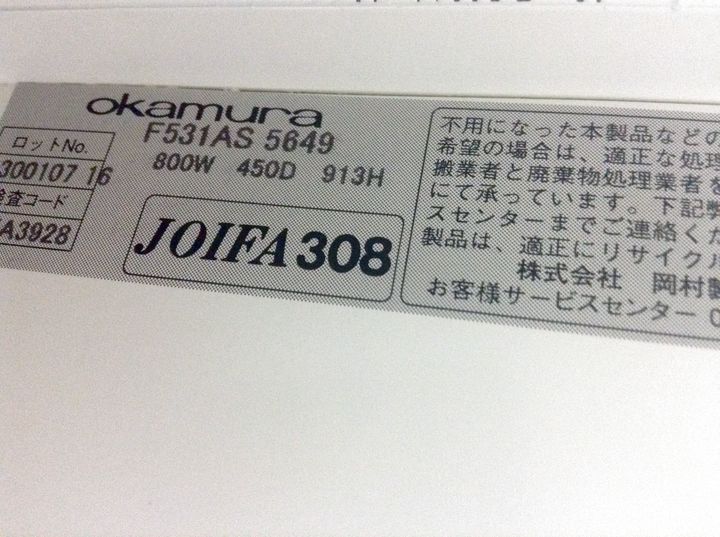 okamura
F531AS 5649
800W 450D 913H
ロットNo.
300107 16
査コード
A3928
JOIFA308
不用になった本製品などの
希望の場合は、適正な処理
搬業者と廃棄物処理業者を
にて承っています。下記弊
スセンターまでご連絡くだ
製品は、適正にリサイクル
株式会社 岡村製
お客様サービスセンター 0